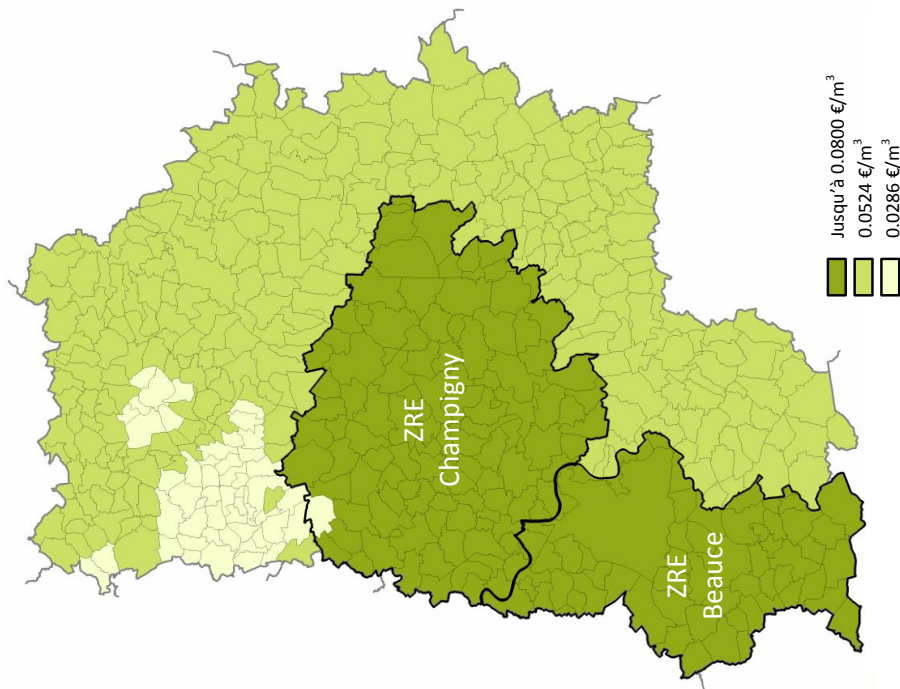 ZRE
Champigny
ZRE
Beauce
Jusqu'à 0.0800 €/m³
0.0524 €/m³
0.0286 €/m³